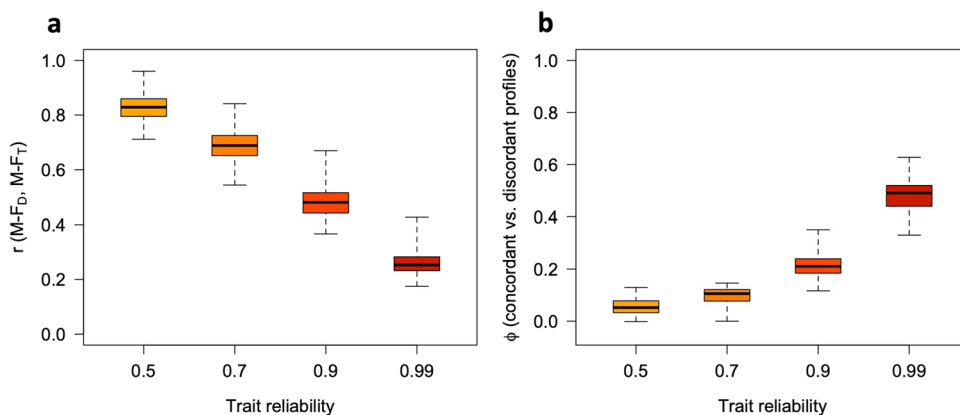 a
1.0
0.8
0.6
0.4
0.2
0.0
r (M-F_D, M-F_T)
0.5 0.7 0.9 0.99
Trait reliability
b
1.0
0.8
0.6
0.4
0.2
0.0
ϕ (concordant vs. discordant profiles)
0.5 0.7 0.9 0.99
Trait reliability